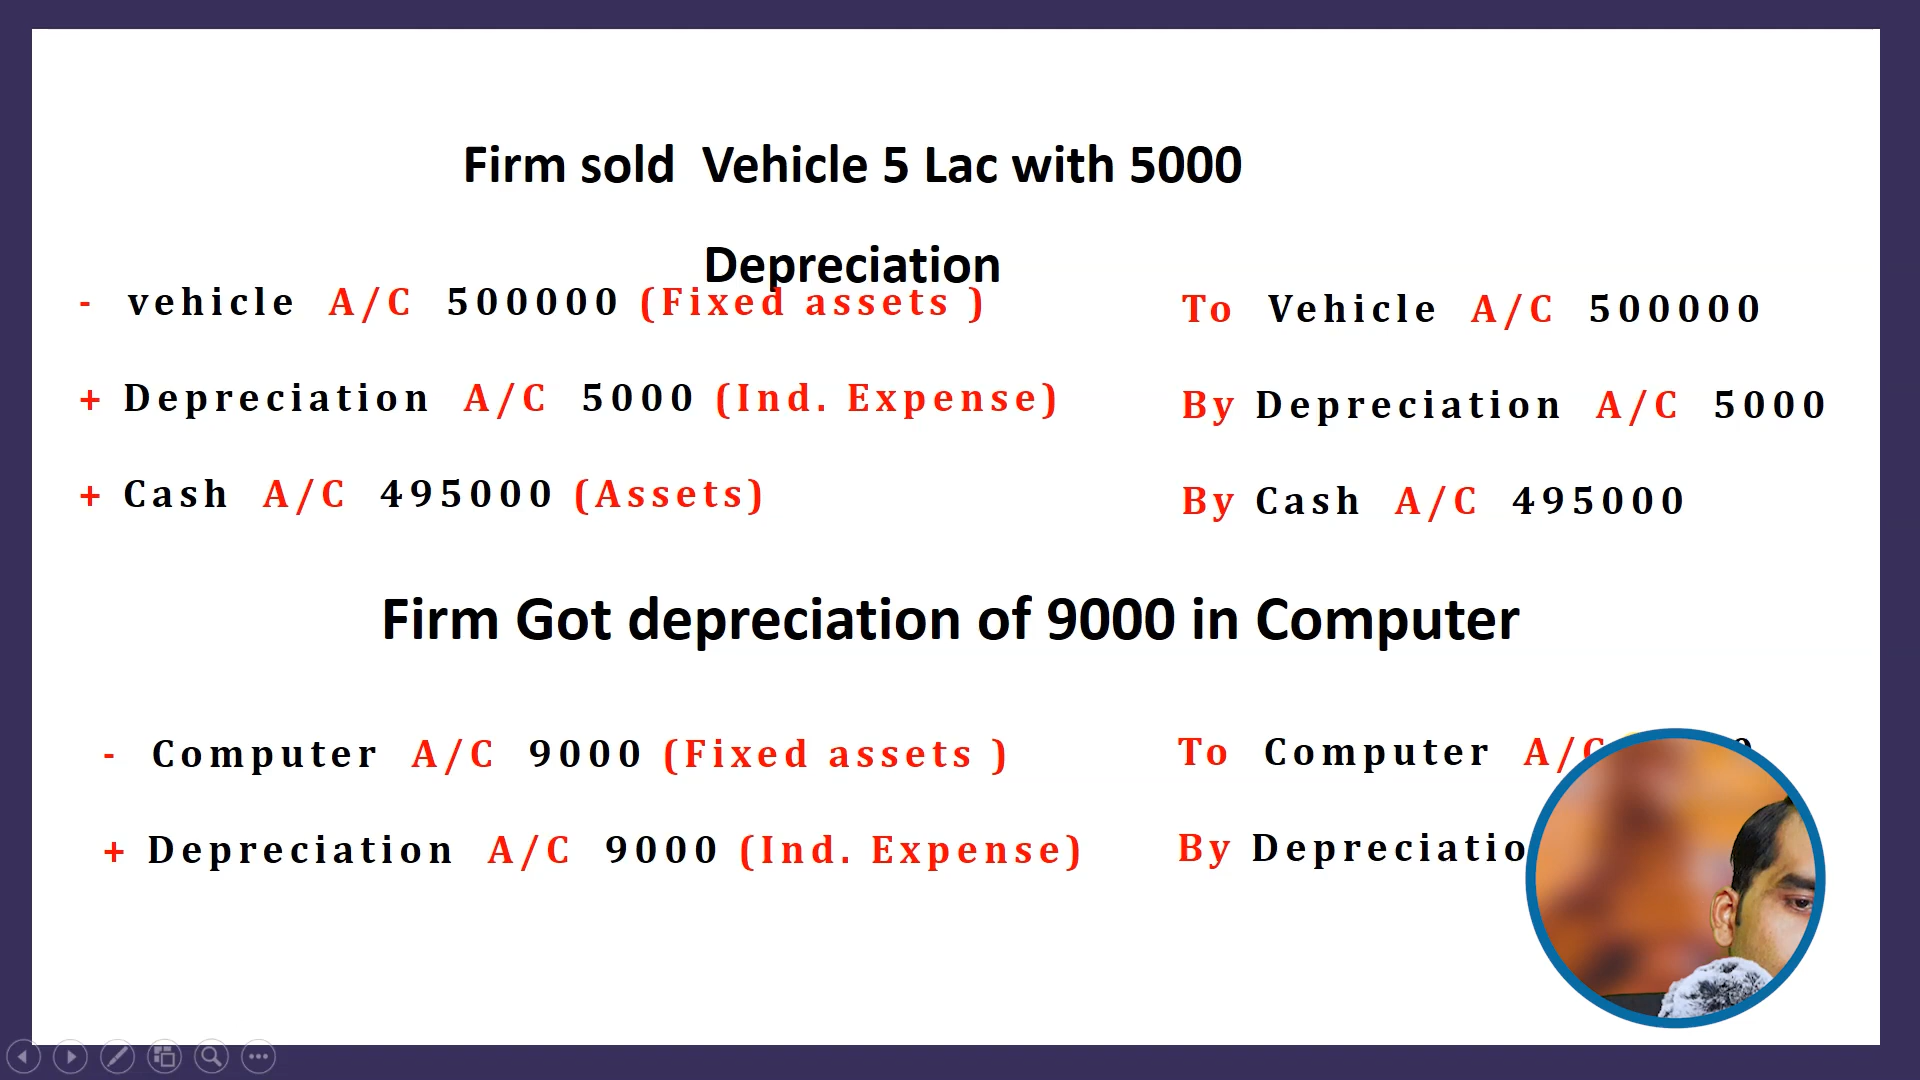 Firm sold Vehicle 5 Lac with 5000
Depreciation
- vehicle A/C 500000 (Fixed assets )
+ Depreciation A/C 5000 (Ind. Expense)
+ Cash A/C 495000 (Assets)
To Vehicle A/C 500000
By Depreciation A/C 5000
By Cash A/C 495000
Firm Got depreciation of 9000 in Computer
- Computer A/C 9000 (Fixed assets )
+ Depreciation A/C 9000 (Ind. Expense)
To Computer A/C
By Depreciatio